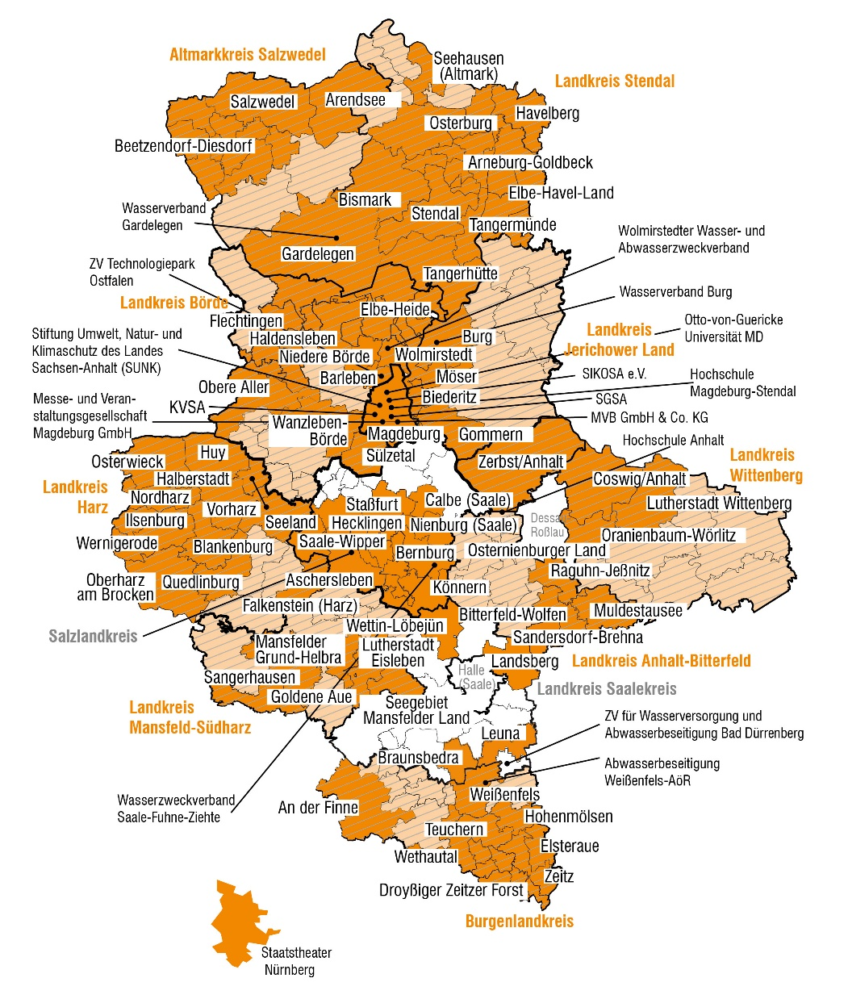 Altmarkkreis Salzwedel
Seehausen
(Altmark)
Landkreis Stendal
Salzwedel
Arendsee
Havelberg
Osterburg
Beetzendorf-Diesdorf
Arneburg-Goldbeck
Elbe-Havel-Land
Bismark
Wasserverband
Gardelegen
Stendal
Tangermünde
Wolmirstedter Wasser- und
Abwasserzweckverband
Gardelegen
ZV Technologiepark
Ostfalen
Tangerhütte
Wasserverband Burg
Landkreis Börde
Elbe-Heide
Flechtingen
Otto-von-Guericke
Universität MD
Landkreis
Jerichower Land
Stiftung Umwelt, Natur- und
Klimaschutz des Landes
Sachsen-Anhalt (SUNK)
Haldensleben
Burg
Niedere Börde
Wolmirstedt
Barleben
Möser
SIKOSA e.V.
Hochschule
Magdeburg-Stendal
Obere Aller
Biederitz
SGSA
Messe- und Veran-
staltungsgesellschaft
Magdeburg GmbH
KVSA
MVB GmbH & Co. KG
Wanzleben-
Börde
Magdeburg
Gommern
Hochschule Anhalt
Huy
Sülzetal
Osterwieck
Zerbst/Anhalt
Landkreis
Wittenberg
Halberstadt
Coswig/Anhalt
Landkreis
Harz
Nordharz
Calbe (Saale)
Lutherstadt Wittenberg
Staßfurt
Vorharz
Ilsenburg
Seeland
Hecklingen
Nienburg (Saale)
Dessau
Roßlau
Oranienbaum-Wörlitz
Wernigerode
Blankenburg
Saale-Wipper
Bernburg
Osternienburger Land
Raguhn-Jeßnitz
Oberharz
am Brocken
Quedlinburg
Aschersleben
Könnern
Falkenstein (Harz)
Bitterfeld-Wolfen
Muldestausee
Salzlandkreis
Wettin-Löbejün
Sandersdorf-Brehna
Mansfelder
Grund-Helbra
Lutherstadt
Eisleben
Landsberg
Landkreis Anhalt-Bitterfeld
Halle
(Saale)
Sangerhausen
Landkreis Saalekreis
Goldene Aue
Seegebiet
Mansfelder Land
Landkreis
Mansfeld-Südharz
ZV für Wasserversorgung und
Abwasserbeseitigung Bad Dürrenberg
Leuna
Braunsbedra
Abwasserbeseitigung
Weißenfels-AöR
Weißenfels
Wasserzweckverband
Saale-Fuhne-Ziehte
An der Finne
Hohenmölsen
Teuchern
Elsteraue
Wethautal
Zeitz
Droyßiger Zeitzer Forst
Burgenlandkreis
Staatstheater
Nürnberg